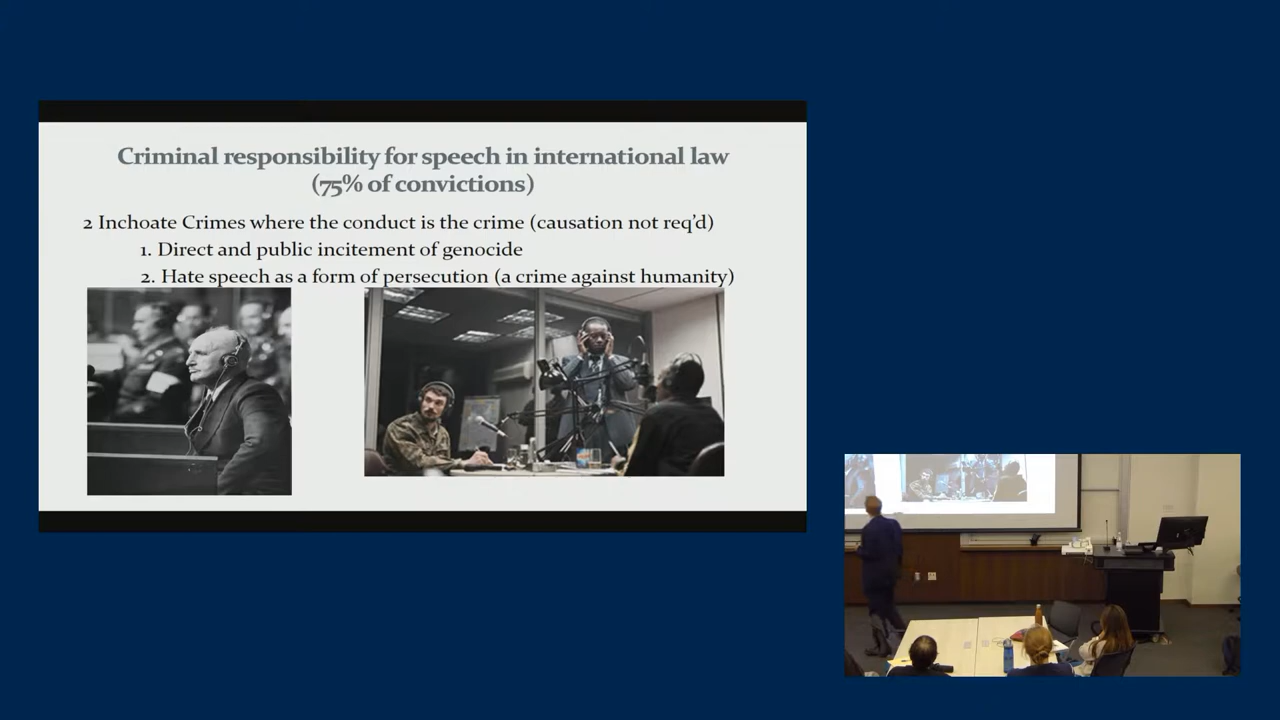 Criminal responsibility for speech in international law
(75% of convictions)
2 Inchoate Crimes where the conduct is the crime (causation not req’d)
1. Direct and public incitement of genocide
2. Hate speech as a form of persecution (a crime against humanity)